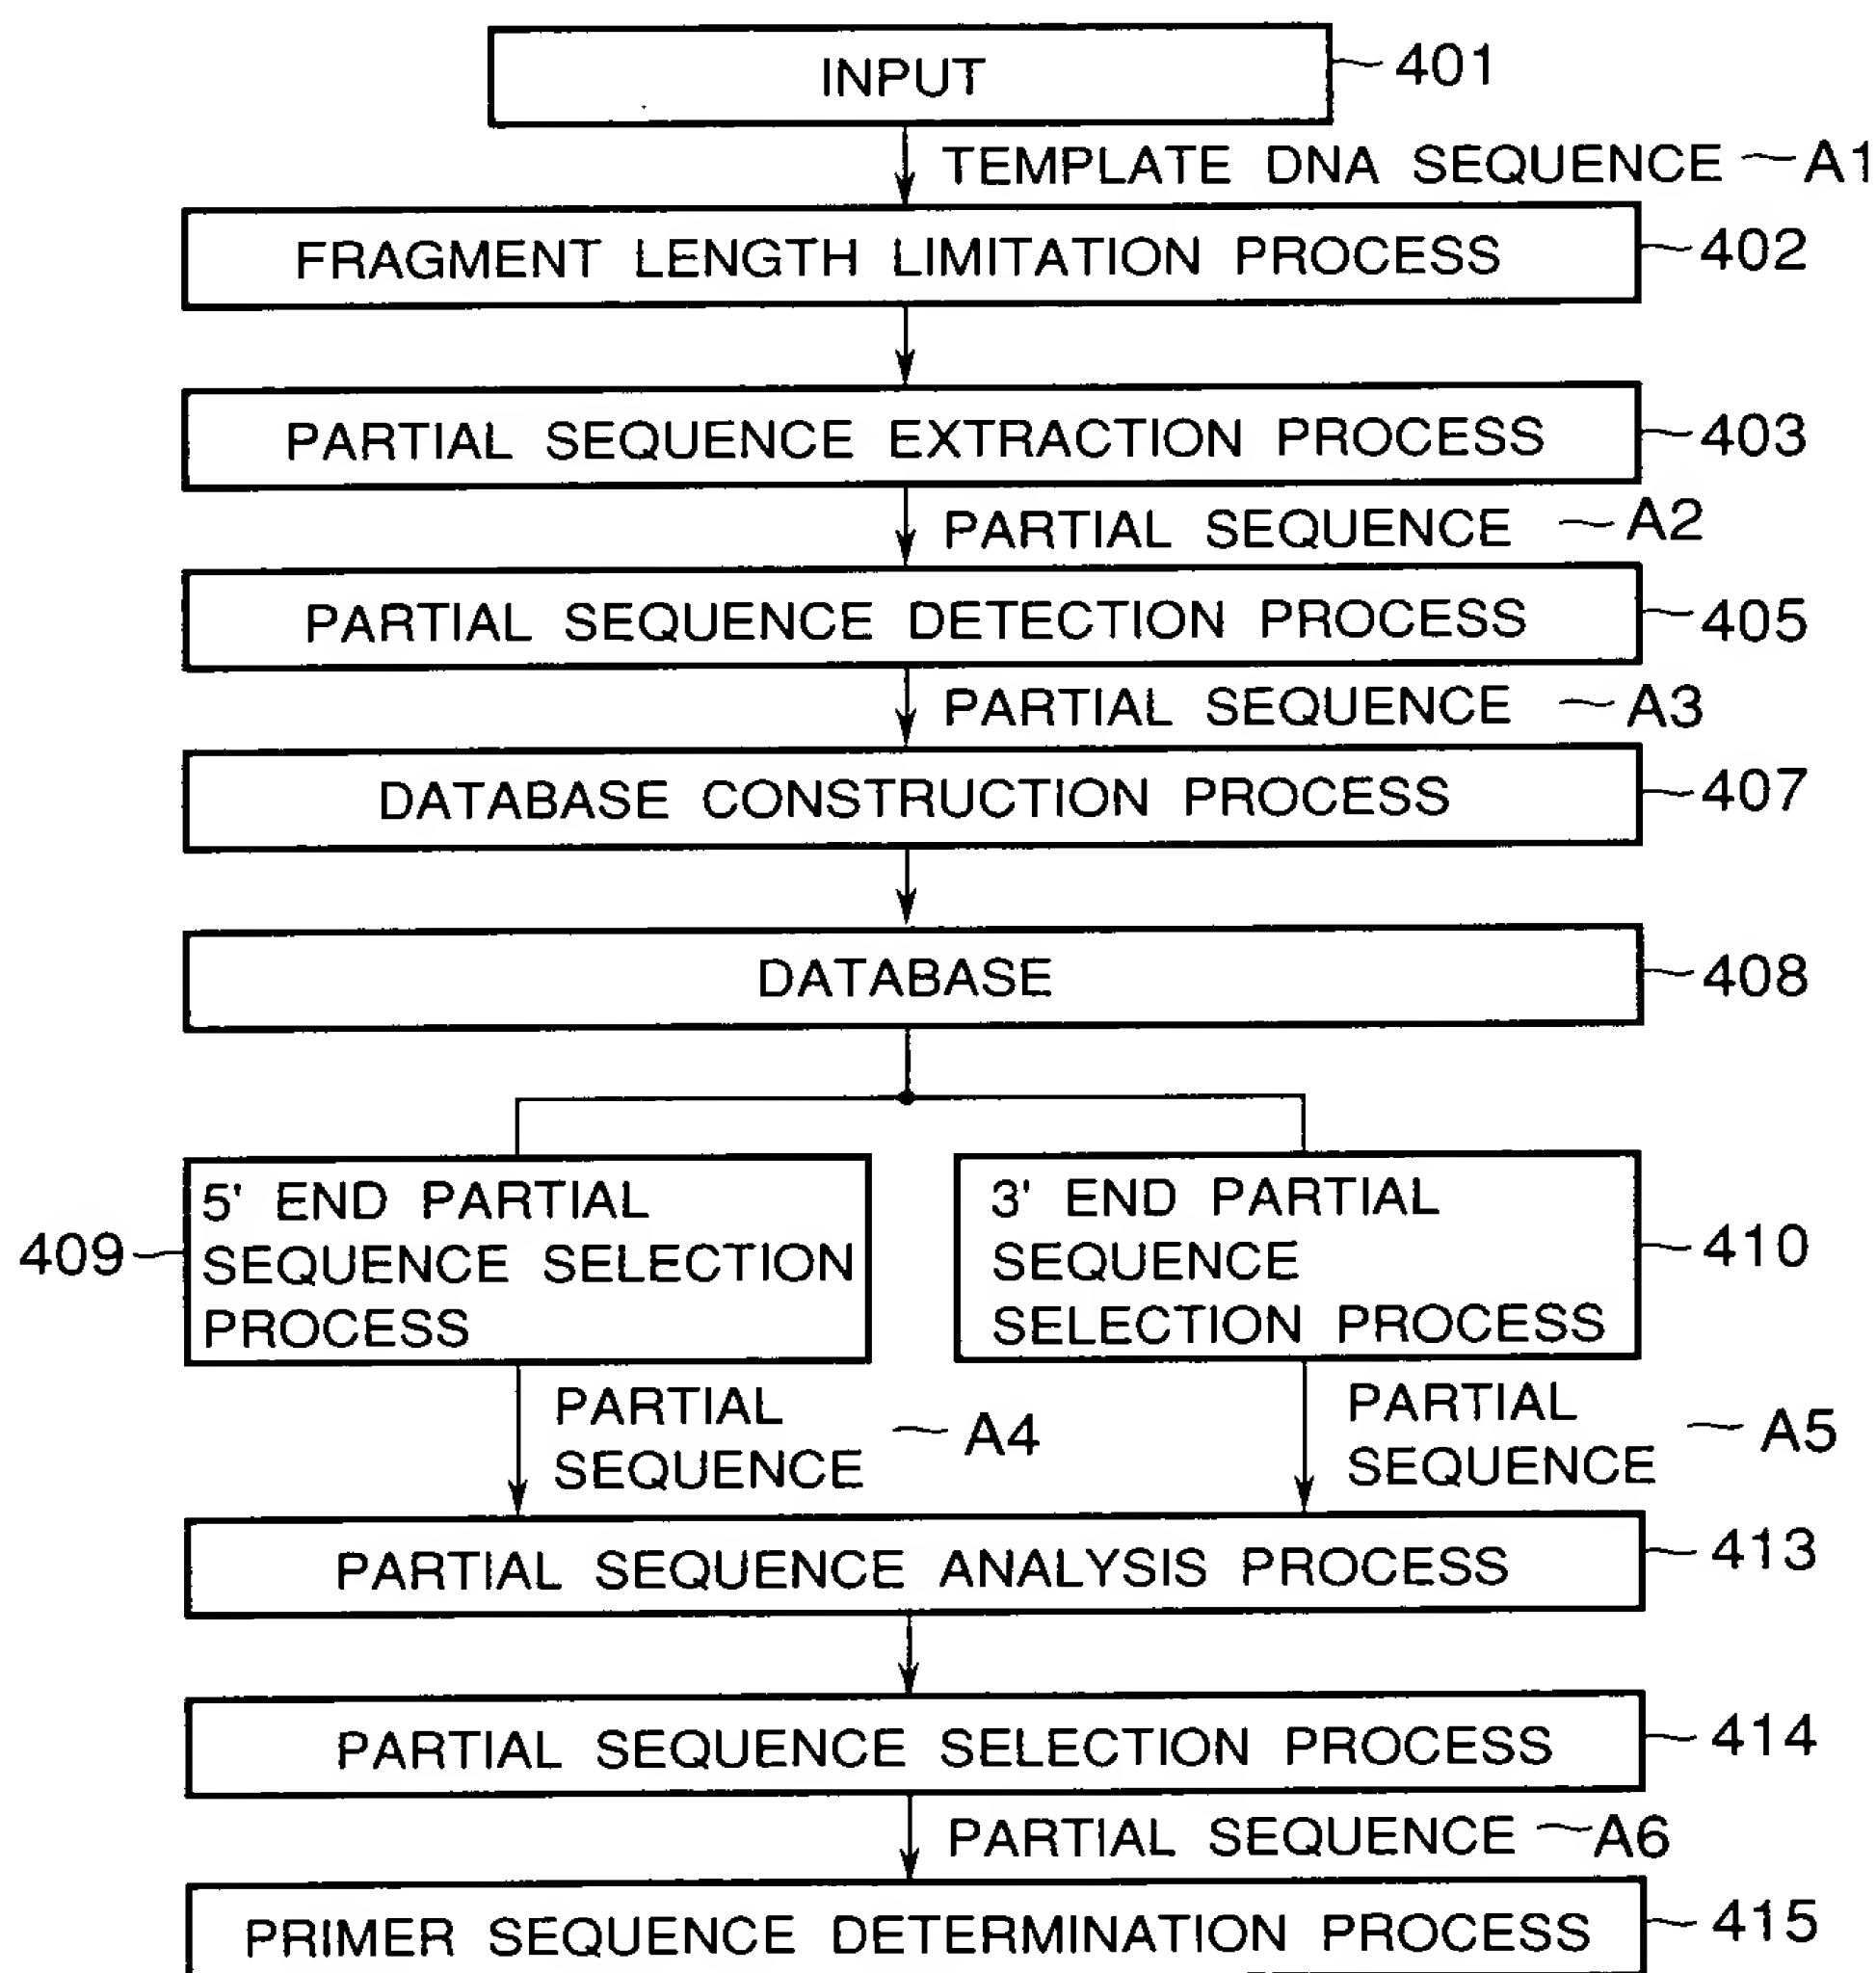 INPUT
401
TEMPLATE DNA SEQUENCE A1
FRAGMENT LENGTH LIMITATION PROCESS
402
PARTIAL SEQUENCE EXTRACTION PROCESS
403
PARTIAL SEQUENCE A2
PARTIAL SEQUENCE DETECTION PROCESS
405
PARTIAL SEQUENCE A3
DATABASE CONSTRUCTION PROCESS
407
DATABASE
408
409
5' END PARTIAL
SEQUENCE SELECTION
PROCESS
3' END PARTIAL
SEQUENCE
SELECTION PROCESS
410
PARTIAL
SEQUENCE
A4
PARTIAL
SEQUENCE
A5
PARTIAL SEQUENCE ANALYSIS PROCESS
413
PARTIAL SEQUENCE SELECTION PROCESS
414
PARTIAL SEQUENCE A6
PRIMER SEQUENCE DETERMINATION PROCESS
415